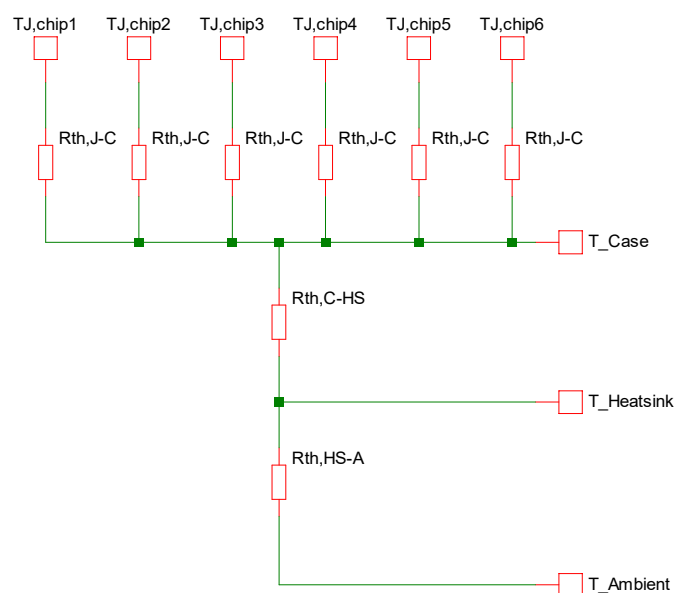 TJ,chip1 TJ,chip2 TJ,chip3 TJ,chip4 TJ,chip5 TJ,chip6
Rth,J-C Rth,J-C Rth,J-C Rth,J-C Rth,J-C Rth,J-C
T_Case
Rth,C-HS
T_Heatsink
Rth,HS-A
T_Ambient